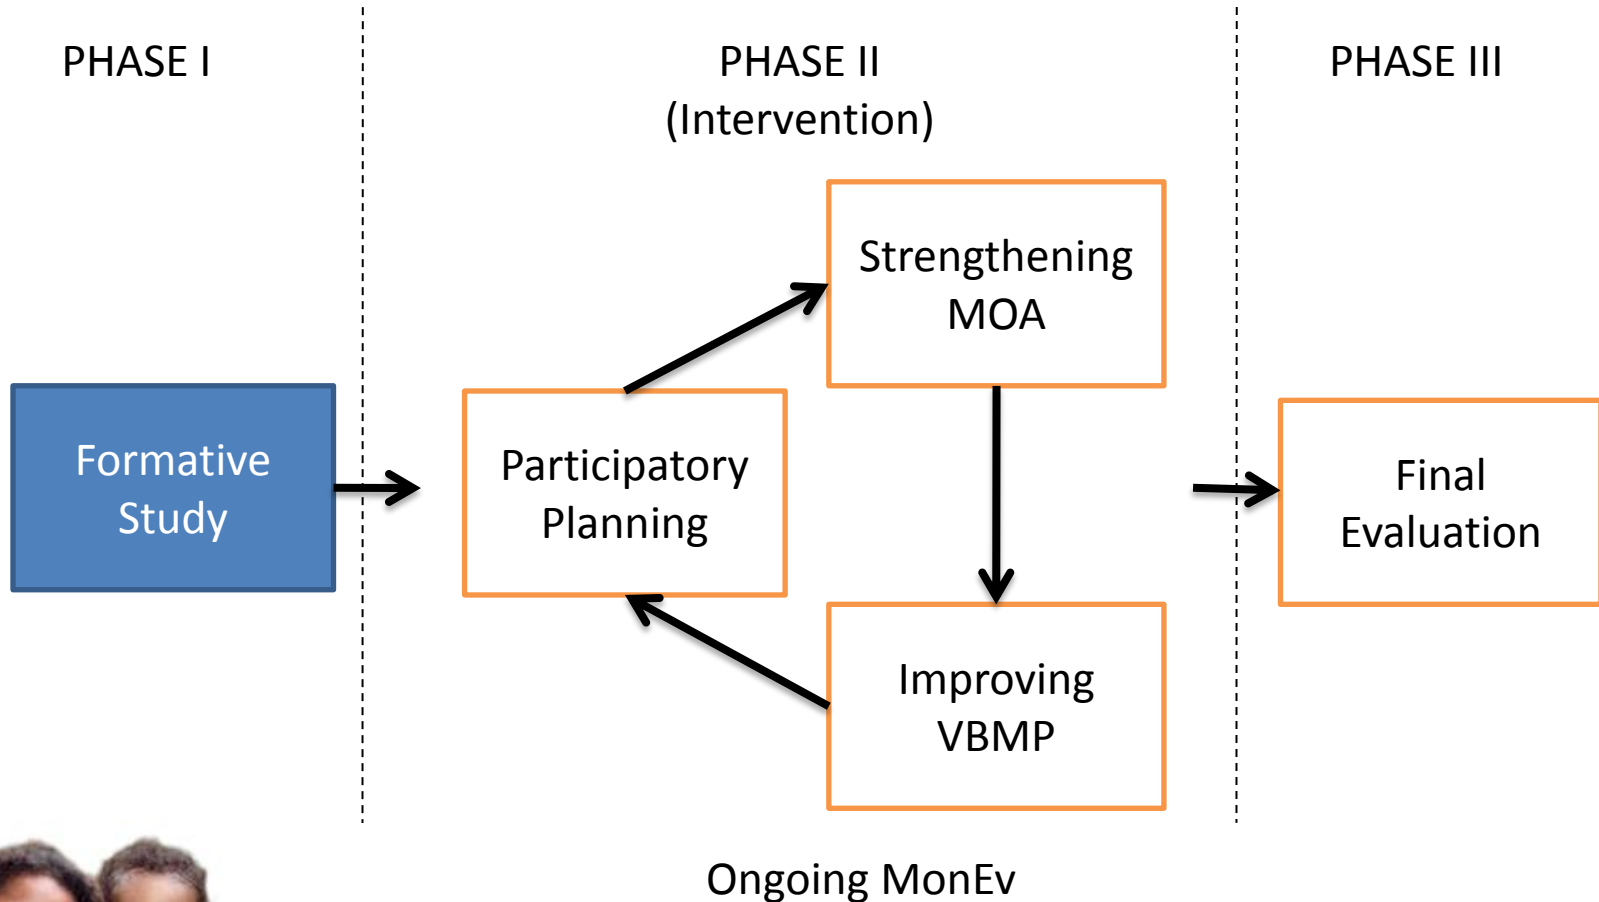 PHASE I
PHASE II
(Intervention)
PHASE III
Strengthening
MOA
Formative
Study
Participatory
Planning
Final
Evaluation
Improving
VBMP
Ongoing MonEv